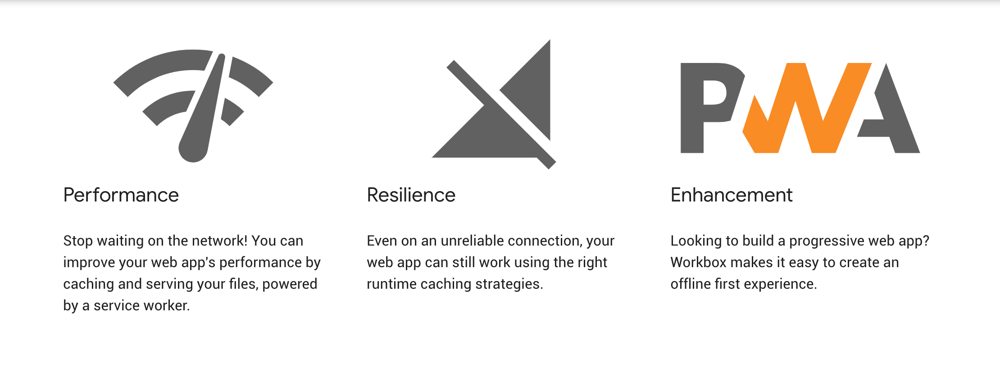 PWA
Performance
Stop waiting on the network! You can
improve your web app's performance by
caching and serving your files, powered
by a service worker.
Resilience
Even on an unreliable connection, your
web app can still work using the right
runtime caching strategies.
Enhancement
Looking to build a progressive web app?
Workbox makes it easy to create an
offline first experience.